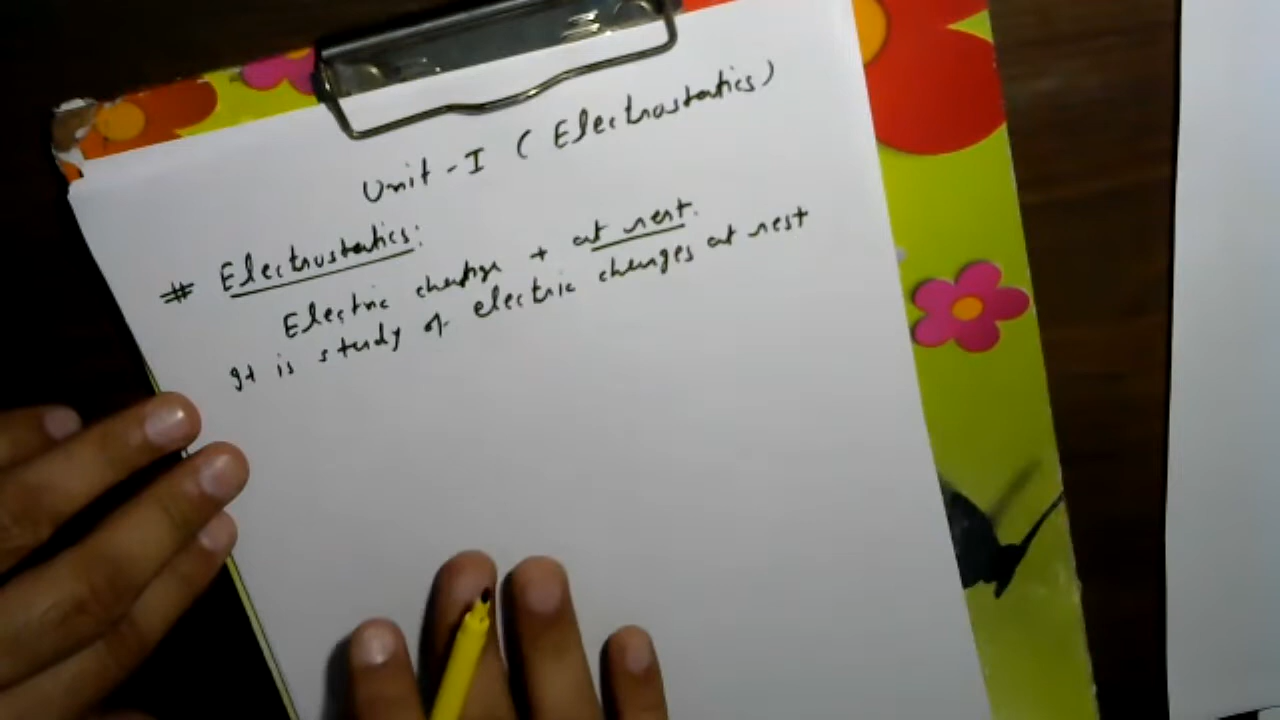 Unit - I ( Electrostatics)
# Electrostatics:
Electric charge + at rest.
It is study of electric charges at rest